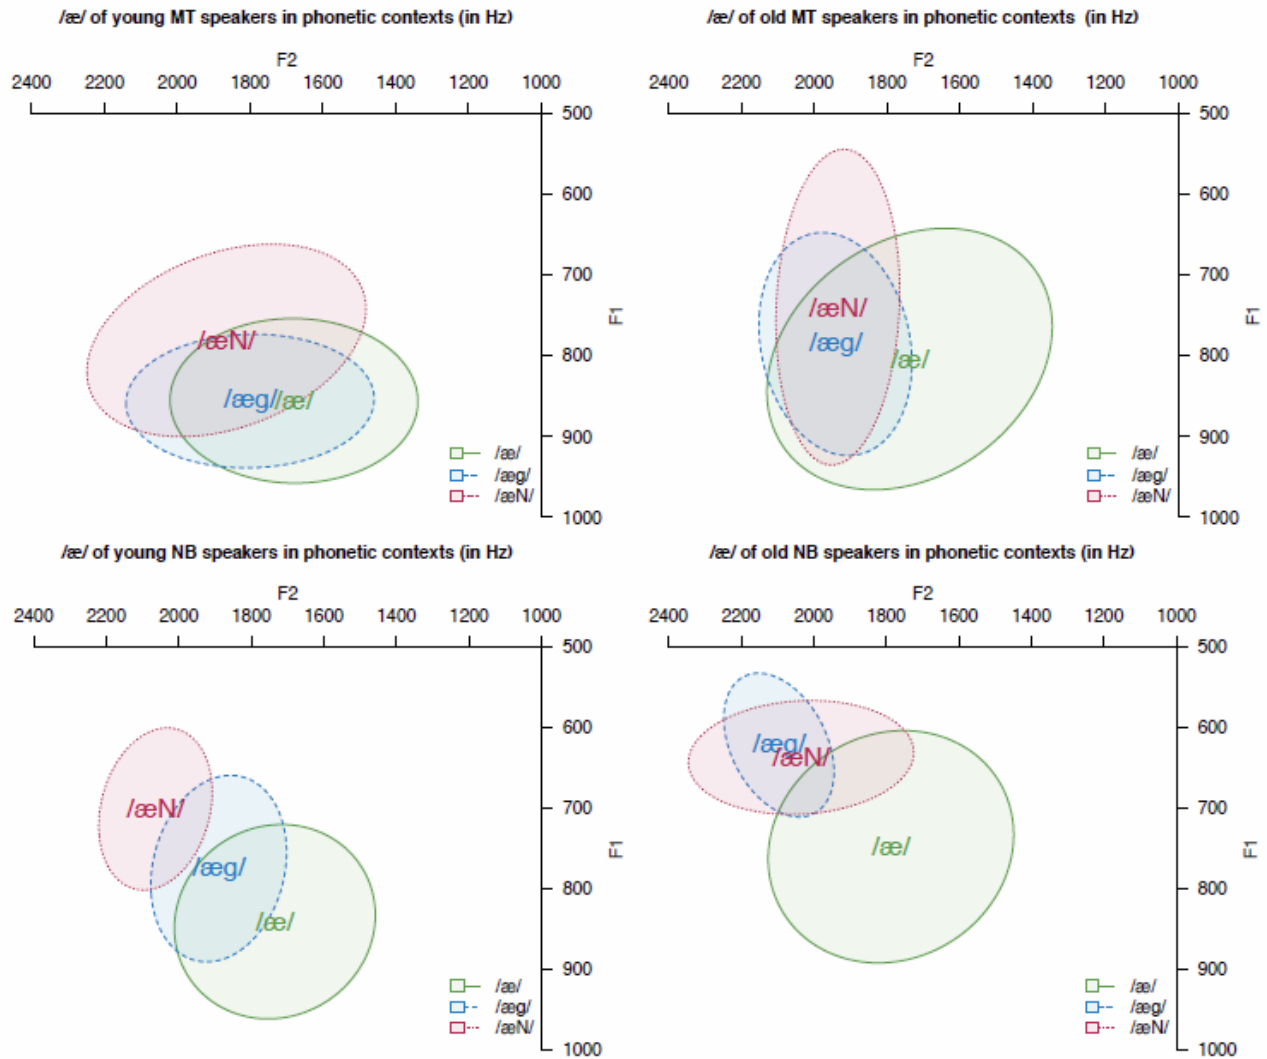 /æ/ of young MT speakers in phonetic contexts (in Hz)
F2
2400 2200 2000 1800 1600 1400 1200 1000
500
600
700
800
900
1000
F1
/æN/
/æg/
/æ/
/æ/
/æg/
/æN/
/æ/ of old MT speakers in phonetic contexts (in Hz)
F2
2400 2200 2000 1800 1600 1400 1200 1000
500
600
700
800
900
1000
F1
/æN/
/æg/
/æ/
/æ/
/æg/
/æN/
/æ/ of young NB speakers in phonetic contexts (in Hz)
F2
2400 2200 2000 1800 1600 1400 1200 1000
500
600
700
800
900
1000
F1
/æN/
/æg/
/æ/
/æ/
/æg/
/æN/
/æ/ of old NB speakers in phonetic contexts (in Hz)
F2
2400 2200 2000 1800 1600 1400 1200 1000
500
600
700
800
900
1000
F1
/æg/
/æN/
/æ/
/æ/
/æg/
/æN/